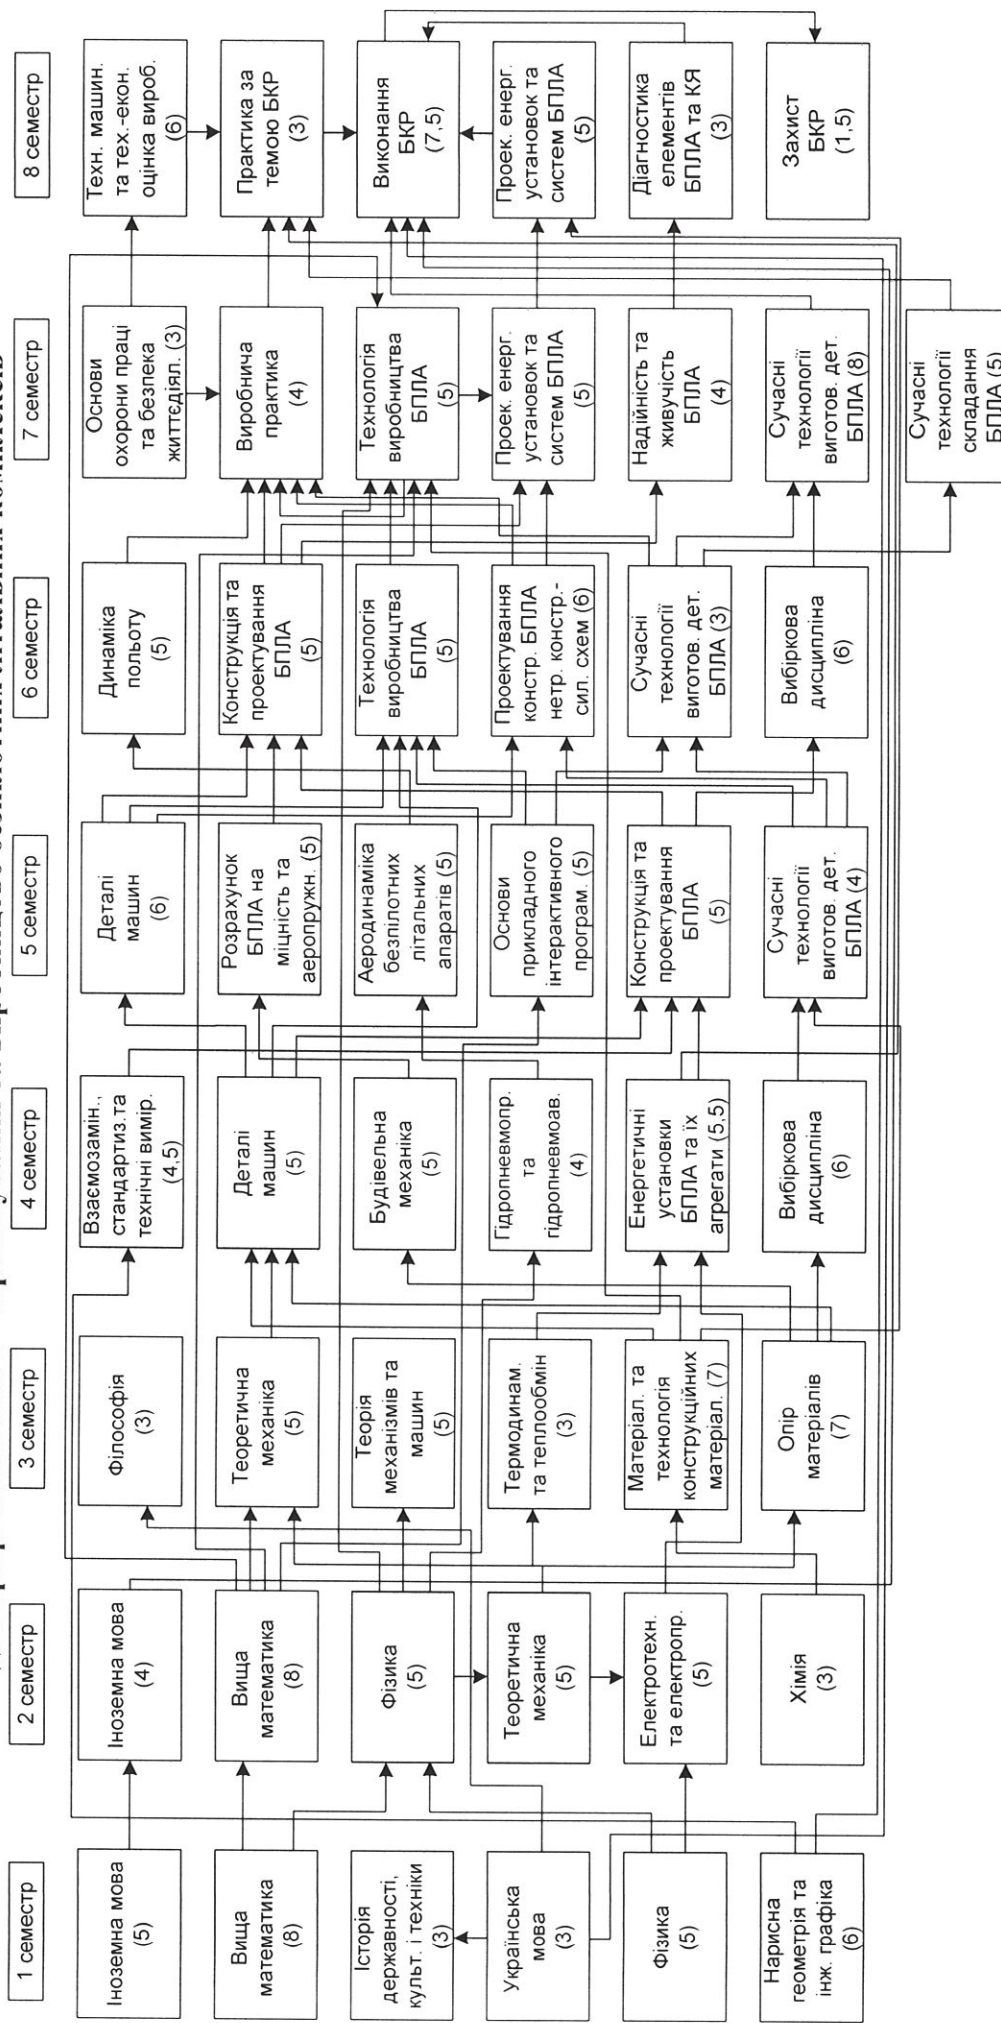 1 семестр
Іноземна мова
(5)
Вища
математика
(8)
Історія
державності,
культ. і техніки
(3)
Українська
мова
(3)
Фізика
(5)
Нарисна
геометрія та
інж. графіка
(6)
2 семестр
Іноземна мова
(4)
Вища
математика
(8)
Фізика
(5)
Теоретична
механіка
(5)
Електротехн.
та електропр.
(5)
Хімія
(3)
3 семестр
Філософія
(3)
Теоретична
механіка
(5)
Теорія
механізмів та
машин
(5)
Термодинам.
та теплообмін
(3)
Матеріал. та
технологія
конструкційних
матеріал. (7)
Опір
матеріалів
(7)
4 семестр
Взаємозамін.,
стандартиз. та
технічні вимір.
(4,5)
Деталі
машин
(5)
Будівельна
механіка
(5)
Гідропневмопр.
та
гідропневмоав.
(4)
Енергетичні
установки
БПЛА та їх
агрегати (5,5)
Вибіркова
дисципліна
(6)
5 семестр
Деталі
машин
(6)
Розрахунок
БПЛА на
міцність та
аеропружн. (5)
Аеродинаміка
безпілотних
літальних
апаратів (5)
Основи
прикладного
інтерактивного
програм. (5)
Конструкція та
проектування
БПЛА
(5)
Сучасні
технології
виготов. дет.
БПЛА (4)
6 семестр
Динаміка
польоту
(5)
Конструкція та
проектування
БПЛА
(5)
Технологія
виробництва
БПЛА
(5)
Проектування
констр. БПЛА
нетр. констр.-
сил. схем (6)
Сучасні
технології
виготов. дет.
БПЛА (3)
Вибіркова
дисципліна
(6)
7 семестр
Основи
охорони праці
та безпека
життєдіял. (3)
Виробнича
практика
(4)
Технологія
виробництва
БПЛА
(5)
Проек. енерг.
установок та
систем БПЛА
(5)
Надійність та
живучість
БПЛА
(4)
Сучасні
технології
виготов. дет.
БПЛА (8)
Сучасні
технології
складання
БПЛА (5)
8 семестр
Техн. машин.
та тех.-екон.
оцінка вироб.
(6)
Практика за
темою БКР
(3)
Виконання
БКР
(7,5)
Проек. енерг.
установок та
систем БПЛА
(5)
Діагностика
елементів
БПЛА та КЯ
(3)
Захист
БКР
(1,5)